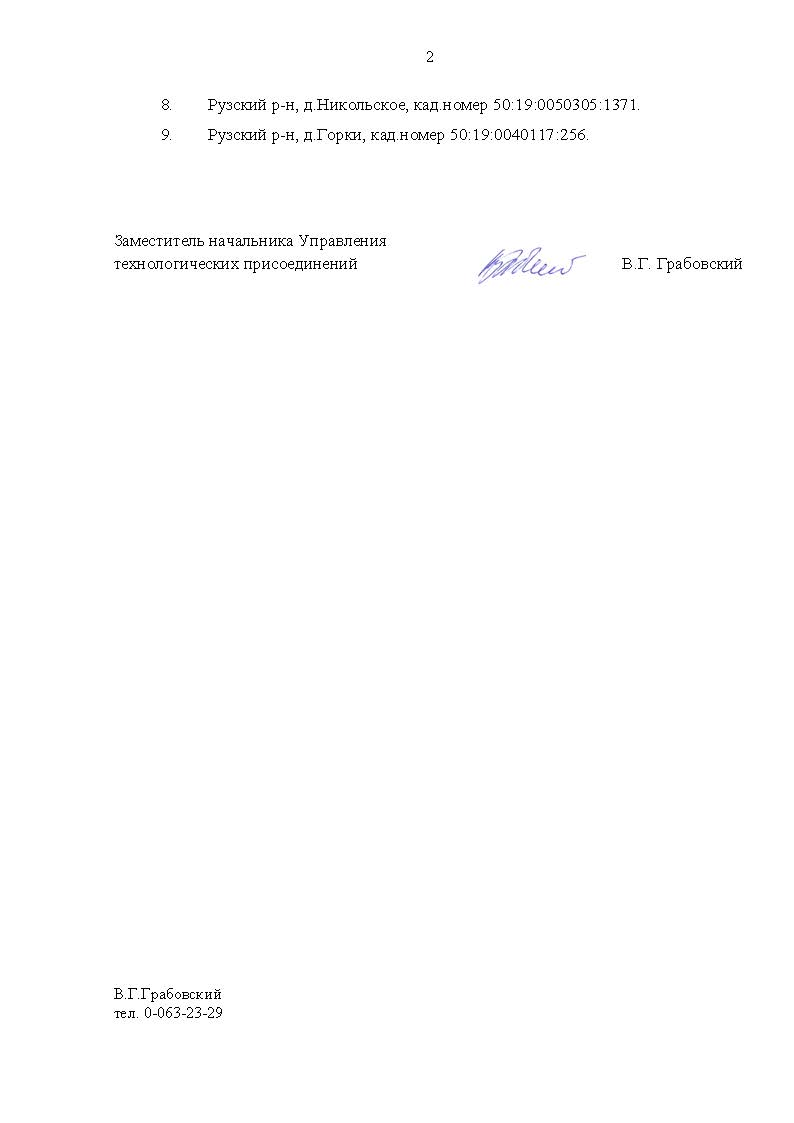 2
8. Рузский р-н, д.Никольское, кад.номер 50:19:0050305:1371.
9. Рузский р-н, д.Горки, кад.номер 50:19:0040117:256.
Заместитель начальника Управления
технологических присоединений В.Г. Грабовский
В.Г.Грабовский
тел. 0-063-23-29